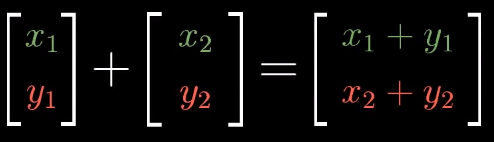 [x₁ y₁] + [x₂ y₂] = [x₁ + y₁ x₂ + y₂]